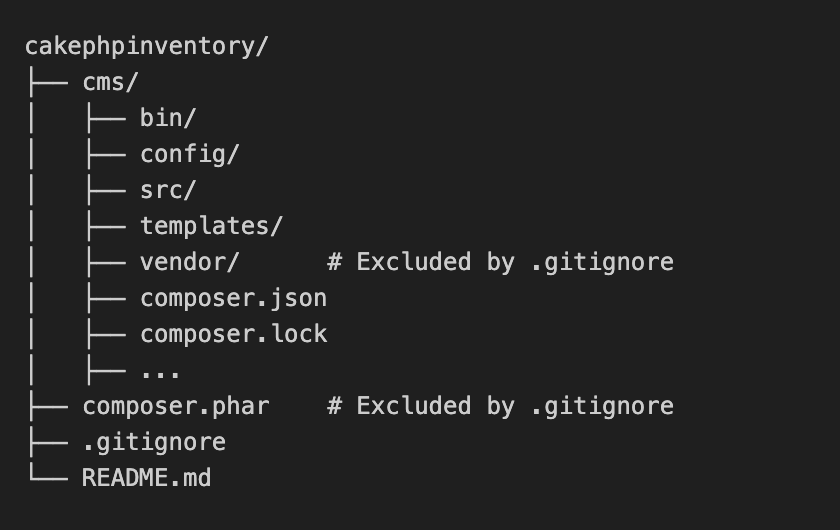 cakephpinventory/
├── cms/
│   ├── bin/
│   ├── config/
│   ├── src/
│   ├── templates/
│   ├── vendor/      # Excluded by .gitignore
│   ├── composer.json
│   ├── composer.lock
│   ├── ...
├── composer.phar    # Excluded by .gitignore
├── .gitignore
└── README.md